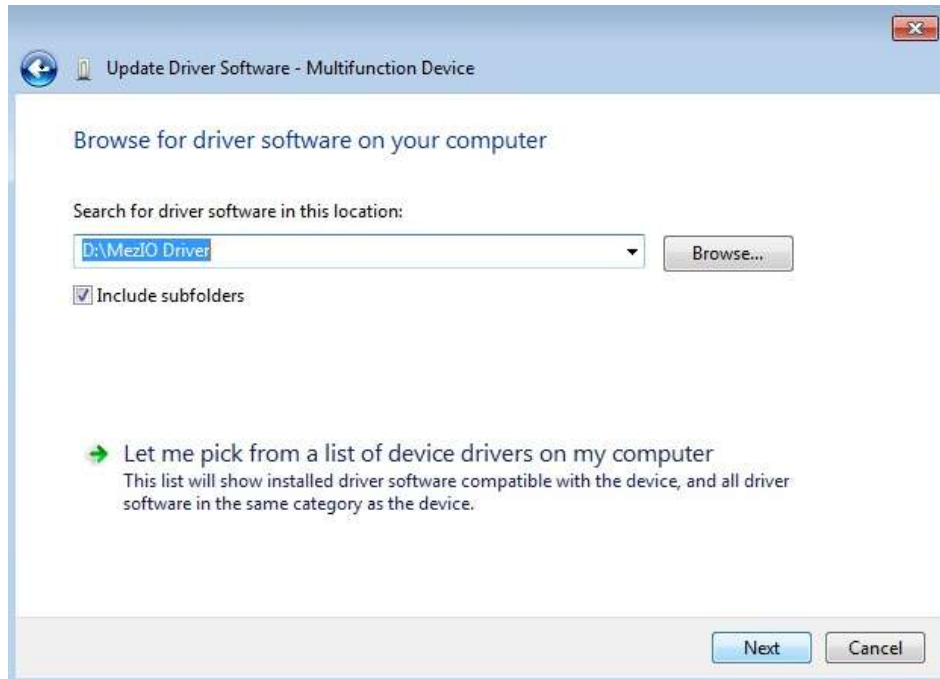 Update Driver Software - Multifunction Device
Browse for driver software on your computer
Search for driver software in this location:
D:\MezIO Driver
Browse...
Include subfolders
Let me pick from a list of device drivers on my computer
This list will show installed driver software compatible with the device, and all driver
software in the same category as the device.
Next
Cancel